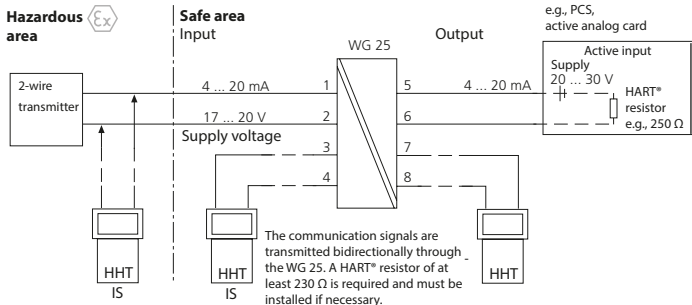 Hazardous
area
Ex
Safe area
Input
WG 25
Output
e.g., PCS,
active analog card
Active input
Supply
20 ... 30 V
HART®
resistor
e.g., 250 Ω
2-wire
transmitter
4 ... 20 mA
1
5
4 ... 20 mA
17 ... 20 V
2
6
Supply voltage
3
7
4
8
The communication signals are
transmitted bidirectionally through
the WG 25. A HART® resistor of at
least 230 Ω is required and must be
installed if necessary.
HHT
IS
HHT
IS
HHT